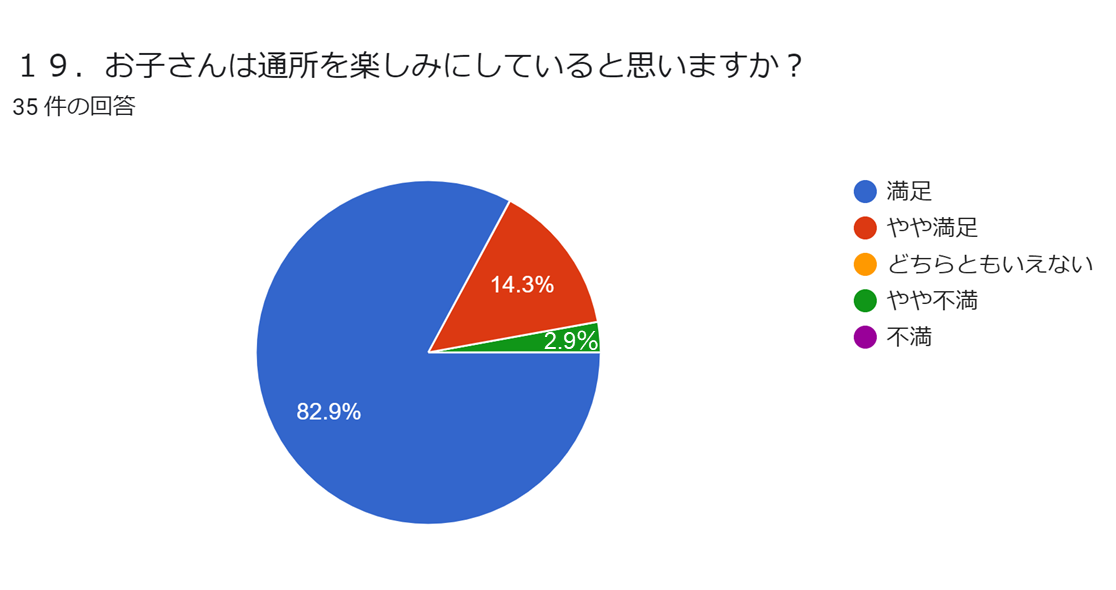 １９．お子さんは通所を楽しみにしていると思いますか？
35 件の回答
満足
やや満足
どちらともいえない
やや不満
不満
14.3%
2.9%
82.9%